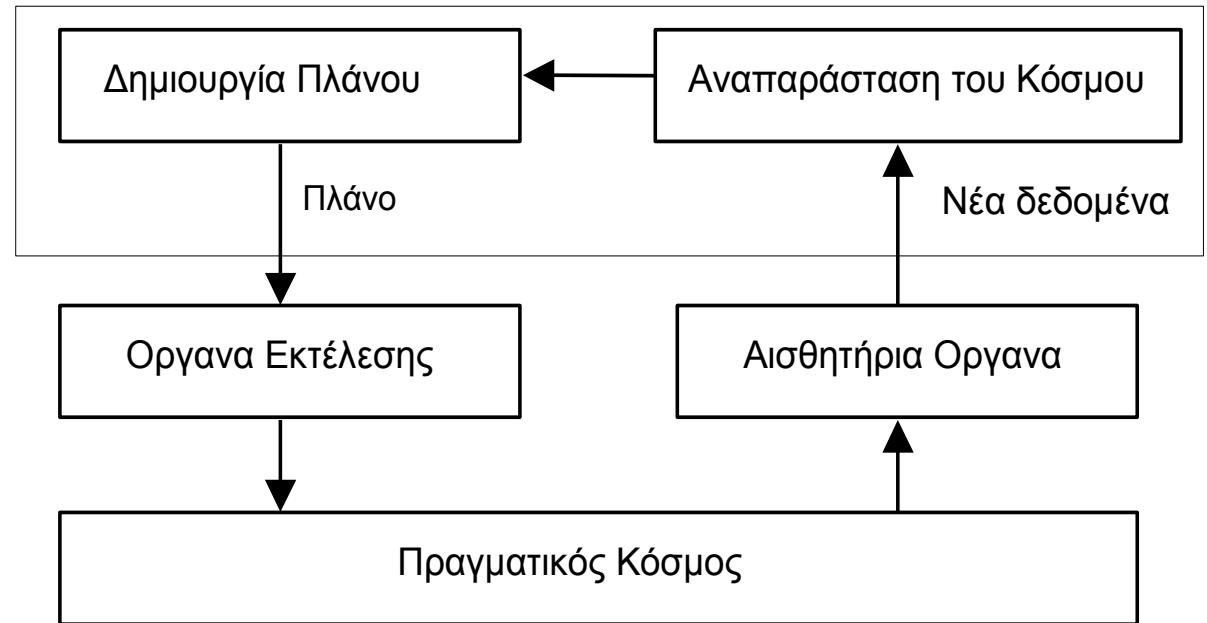 Δημιουργία Πλάνου
Αναπαράσταση του Κόσμου
Πλάνο
Νέα δεδομένα
Οργανα Εκτέλεσης
Αισθητήρια Οργανα
Πραγματικός Κόσμος